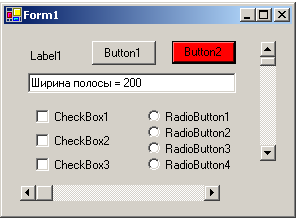 Form1
Label1 Button1 Button2
Ширина полосы = 200
CheckBox1 RadioButton1
RadioButton2
CheckBox2
RadioButton3
CheckBox3 RadioButton4